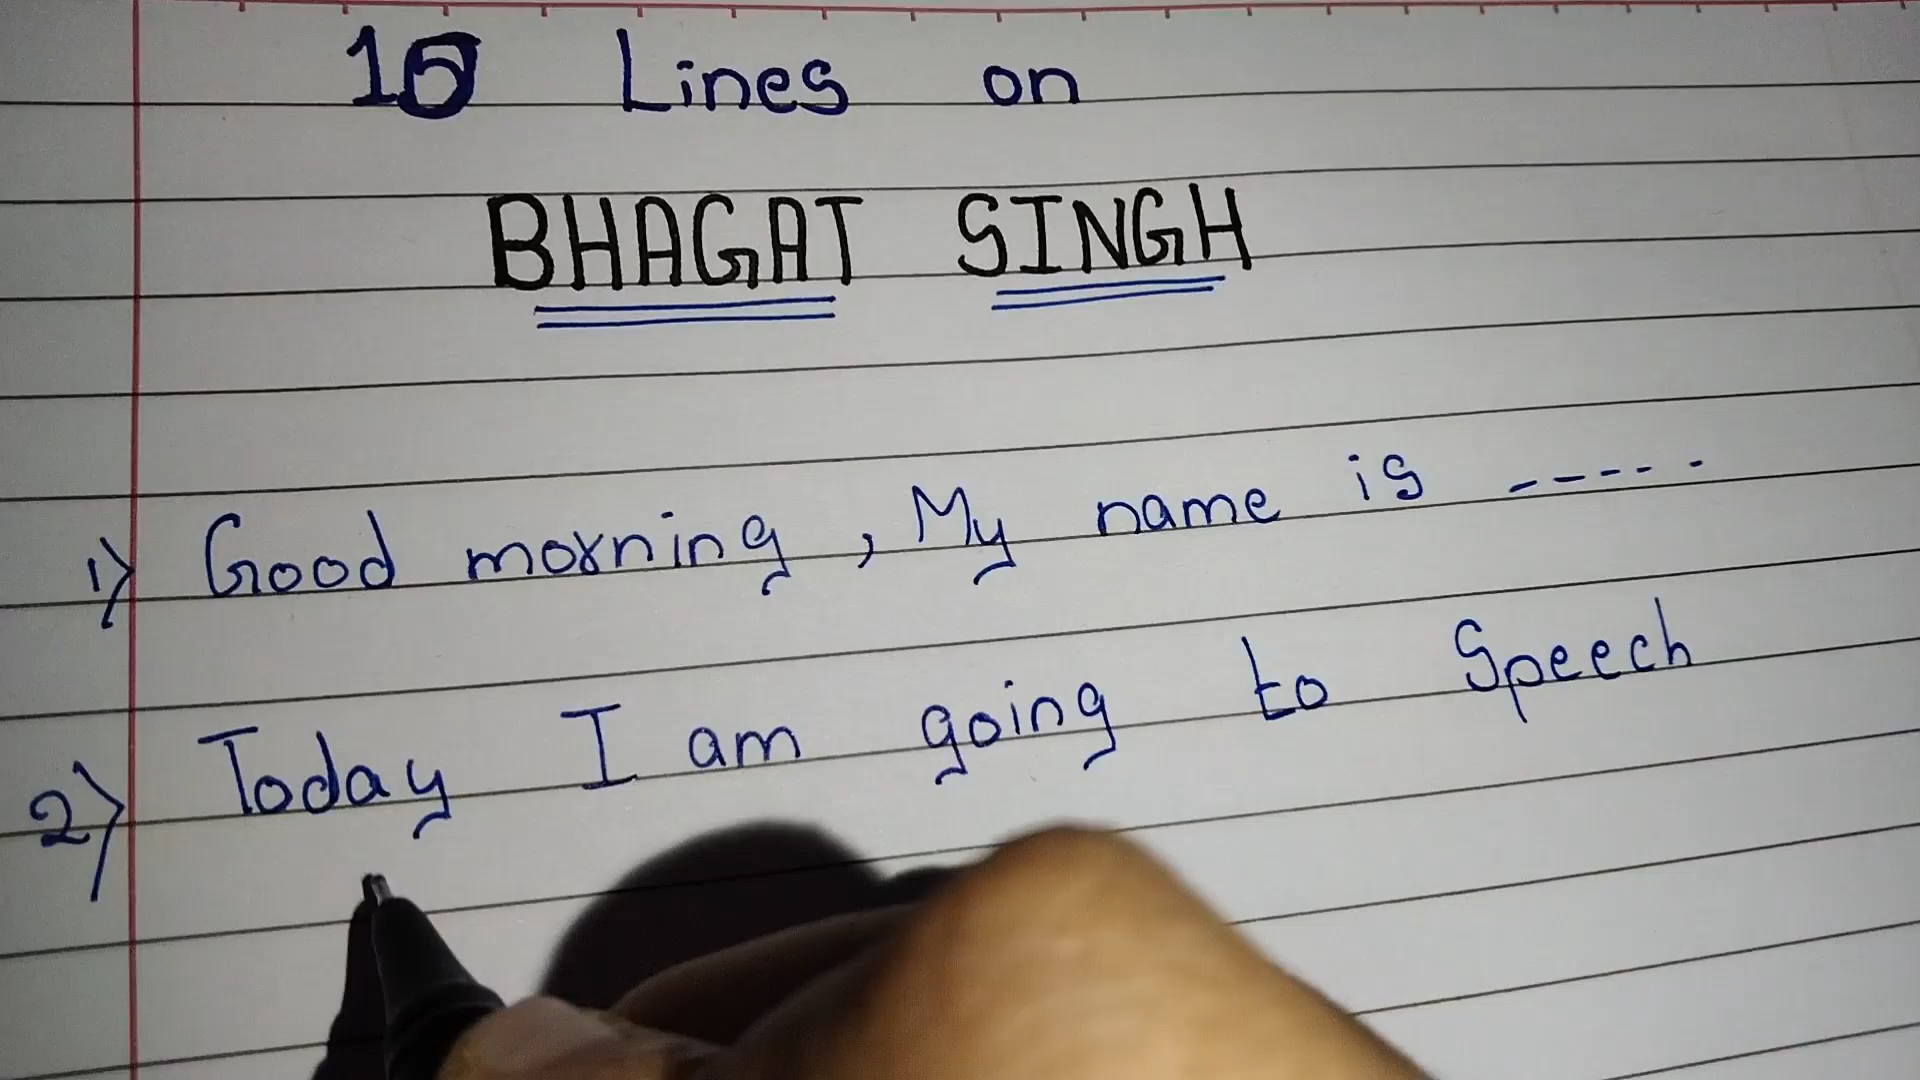 10 Lines on
BHAGAT SINGH
1) Good morning, My name is -----
2) Today I am going to Speech